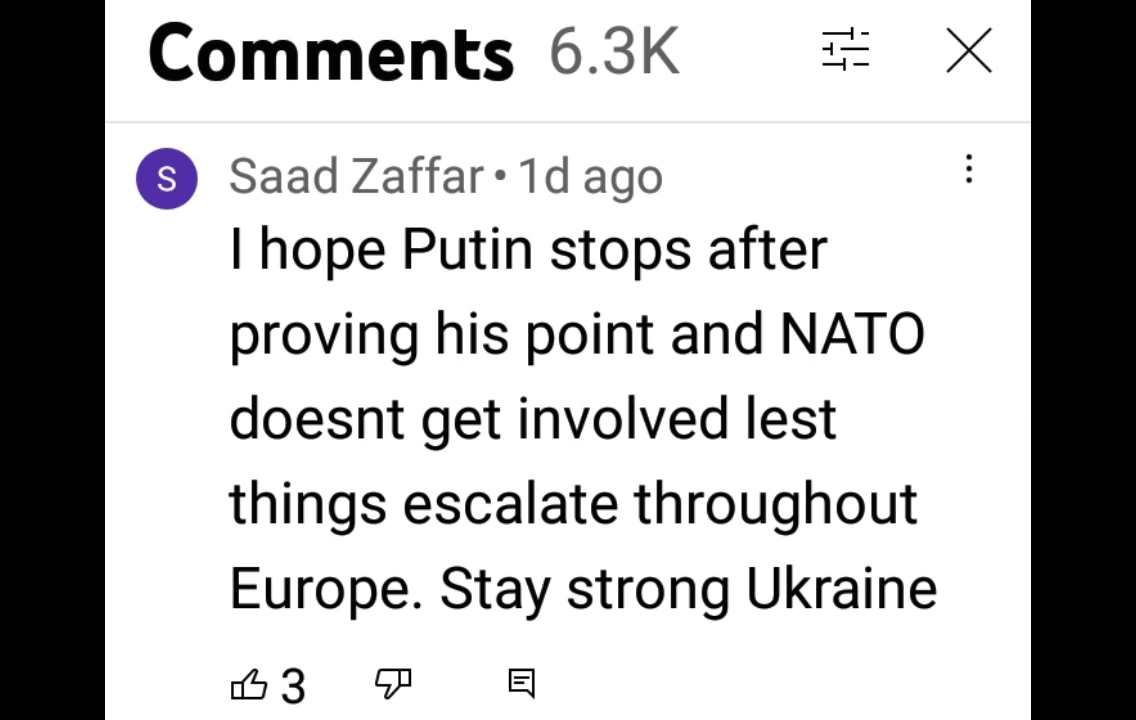 Comments 6.3K
S Saad Zaffar • 1d ago
I hope Putin stops after
proving his point and NATO
doesnt get involved lest
things escalate throughout
Europe. Stay strong Ukraine
3